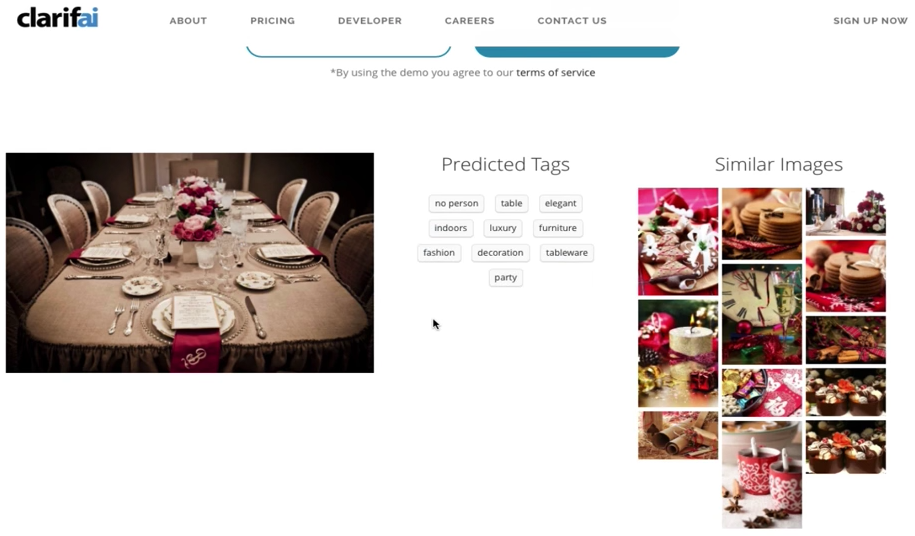 clarifai
ABOUT PRICING DEVELOPER CAREERS CONTACT US SIGN UP NOW
*By using the demo you agree to our terms of service
Predicted Tags
no person table elegant
indoors luxury furniture
fashion decoration tableware
party
Similar Images